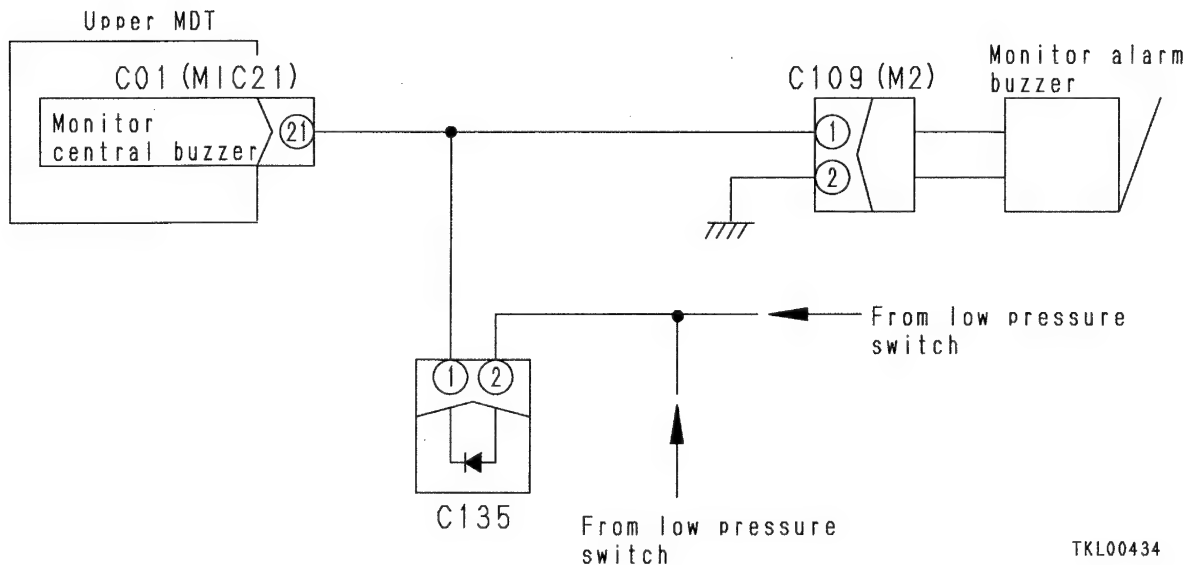 Upper MDT
C01 (MIC21)
Monitor
central buzzer
21
C109 (M2)
1
2
Monitor alarm
buzzer
From low pressure
switch
1
2
C135
From low pressure
switch
TKL00434